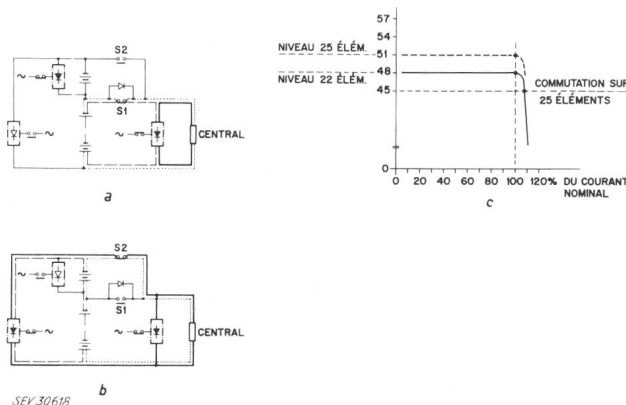 S2
S1
CENTRAL
a
S2
S1
CENTRAL
b
SEV 30618
57
54
NIVEAU 25 ÉLÉM.
51
48
NIVEAU 22 ÉLÉM.
45
COMMUTATION SUR
25 ÉLÉMENTS
0
0 20 40 60 80 100 120% DU COURANT
NOMINAL
c